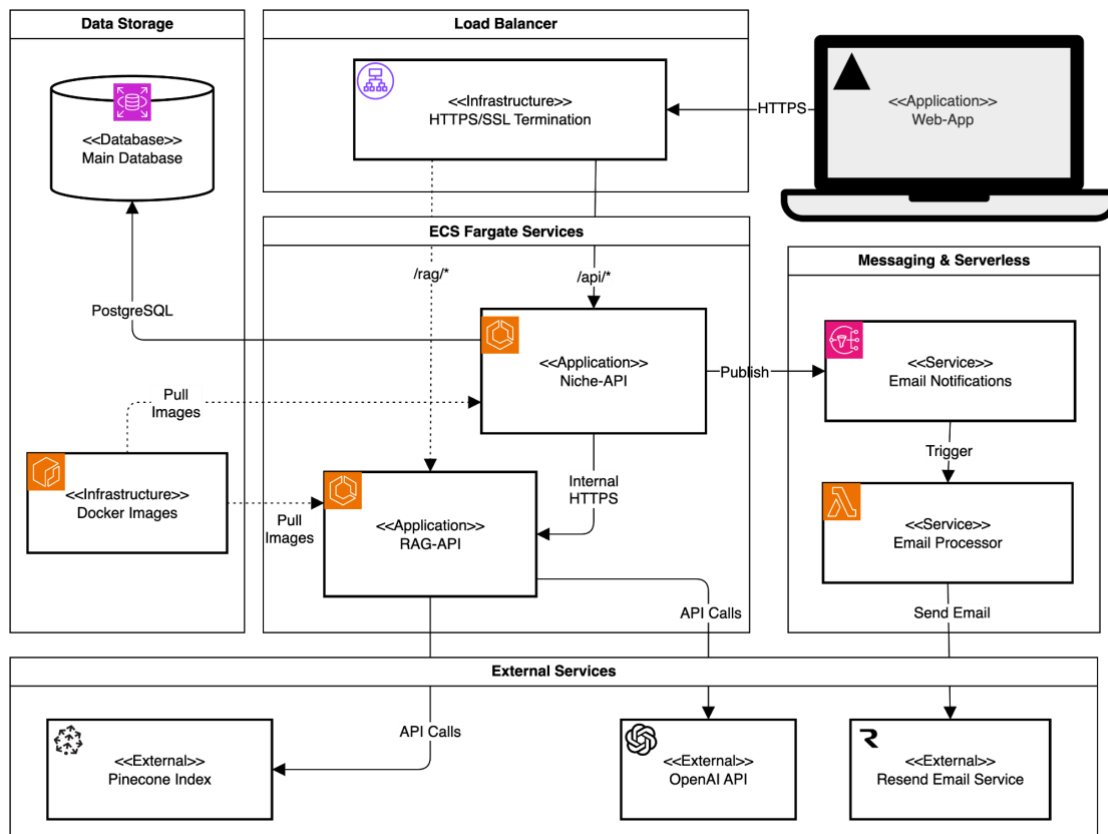 Data Storage
Load Balancer
<<Database>>
Main Database
<<Infrastructure>>
HTTPS/SSL Termination
HTTPS
<<Application>>
Web-App
ECS Fargate Services
Messaging & Serverless
/rag/*
/api/*
PostgreSQL
<<Application>>
Niche-API
Publish
<<Service>>
Email Notifications
Pull
Images
Trigger
<<Infrastructure>>
Docker Images
Pull
Images
Internal
HTTPS
<<Application>>
RAG-API
<<Service>>
Email Processor
API Calls
Send Email
External Services
API Calls
<<External>>
Pinecone Index
<<External>>
OpenAI API
<<External>>
Resend Email Service